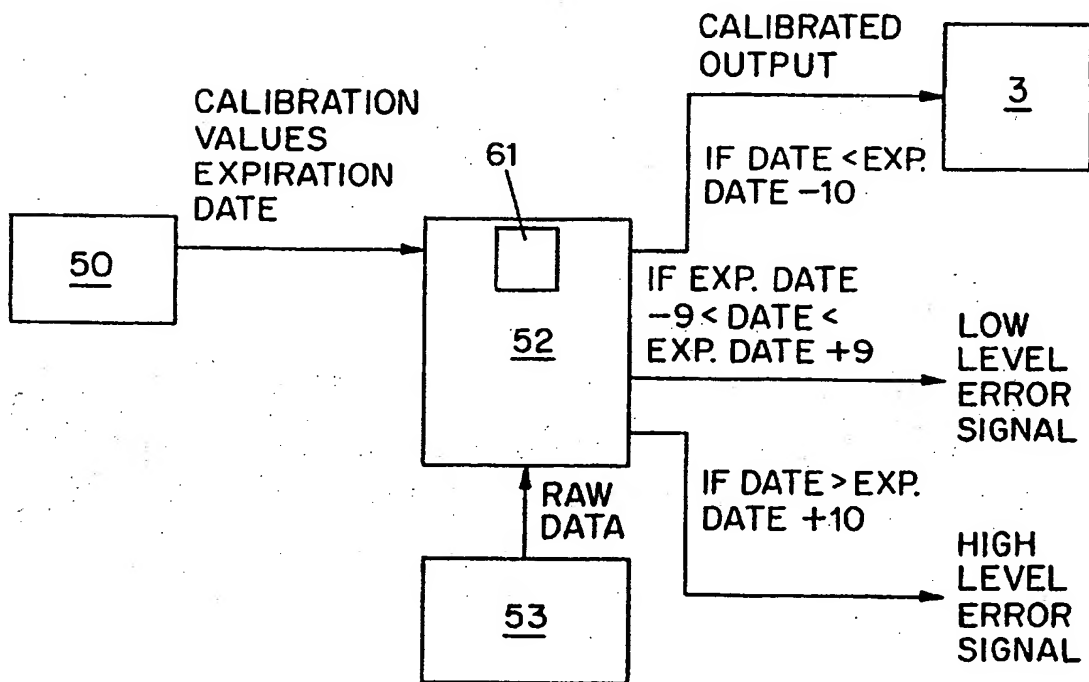 CALIBRATED
OUTPUT
3
CALIBRATION
VALUES
EXPIRATION
DATE
61
IF DATE < EXP.
DATE -10
50
52
IF EXP. DATE
-9 < DATE <
EXP. DATE +9
LOW
LEVEL
ERROR
SIGNAL
RAW
DATA
IF DATE > EXP.
DATE +10
53
HIGH
LEVEL
ERROR
SIGNAL